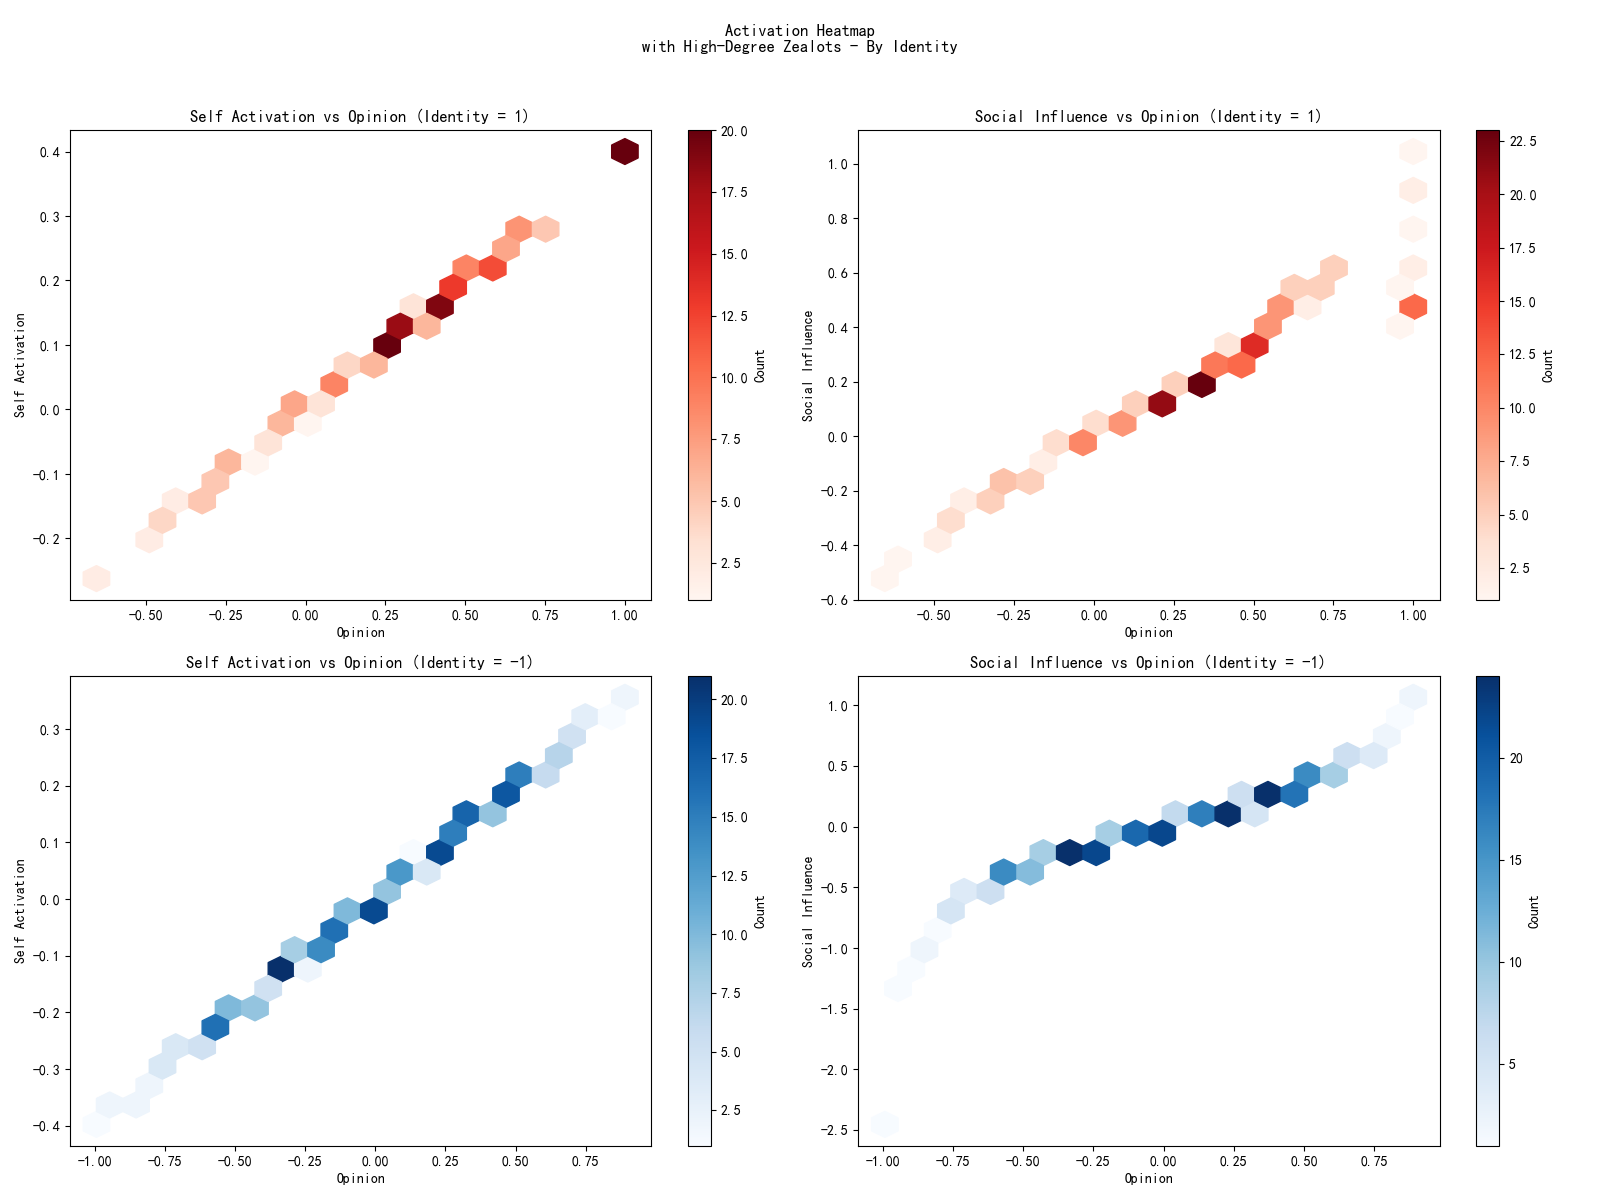 Activation Heatmap
with High-Degree Zealots - By Identity
Self Activation vs Opinion (Identity = 1)
Self Activation
0.4
0.3
0.2
0.1
0.0
−0.1
−0.2
−0.50 −0.25 0.00 0.25 0.50 0.75 1.00
Opinion
20.0
17.5
15.0
12.5
10.0
7.5
5.0
2.5
Count
Social Influence vs Opinion (Identity = 1)
Social Influence
1.0
0.8
0.6
0.4
0.2
0.0
−0.2
−0.4
−0.6
−0.50 −0.25 0.00 0.25 0.50 0.75 1.00
Opinion
22.5
20.0
17.5
15.0
12.5
10.0
7.5
5.0
2.5
Count
Self Activation vs Opinion (Identity = −1)
Self Activation
0.3
0.2
0.1
0.0
−0.1
−0.2
−0.3
−0.4
−1.00 −0.75 −0.50 −0.25 0.00 0.25 0.50 0.75
Opinion
20.0
17.5
15.0
12.5
10.0
7.5
5.0
2.5
Count
Social Influence vs Opinion (Identity = −1)
Social Influence
1.0
0.5
0.0
−0.5
−1.0
−1.5
−2.0
−2.5
−1.00 −0.75 −0.50 −0.25 0.00 0.25 0.50 0.75
Opinion
20
15
10
5
Count